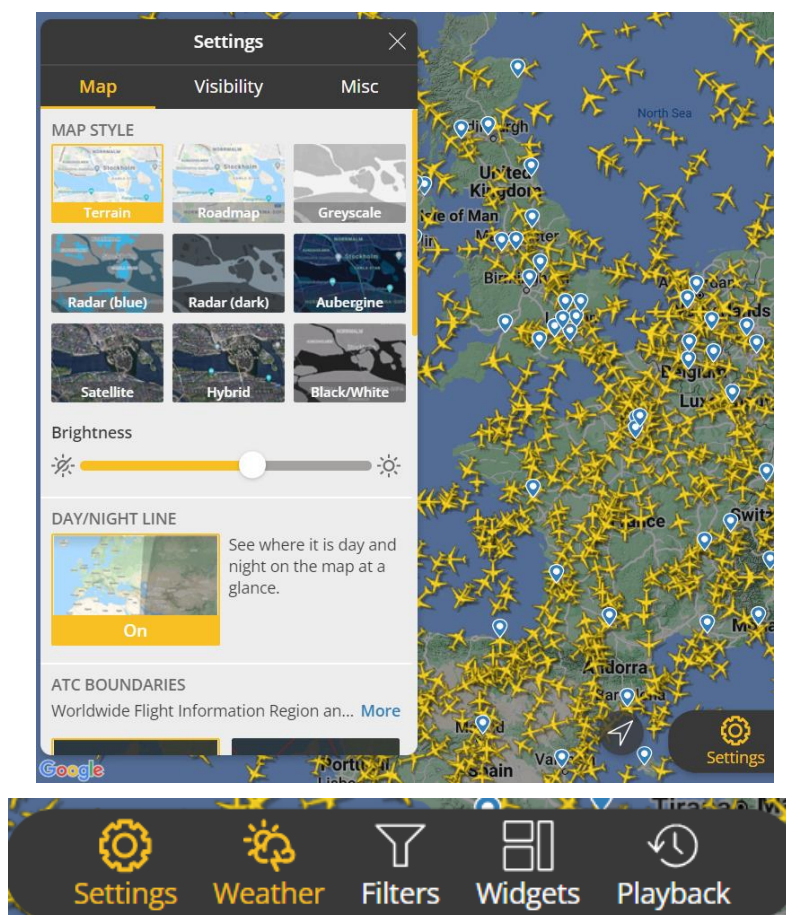 Settings
Map Visibility Misc
MAP STYLE
Terrain Roadmap Greyscale
Radar (blue) Radar (dark) Aubergine
Satellite Hybrid Black/White
Brightness
DAY/NIGHT LINE
See where it is day and
night on the map at a
glance.
On
ATC BOUNDARIES
Worldwide Flight Information Region an... More
Google
North Sea
United
Kingdom
Isle of Man
Andorra
Spain
Settings
Settings Weather Filters Widgets Playback